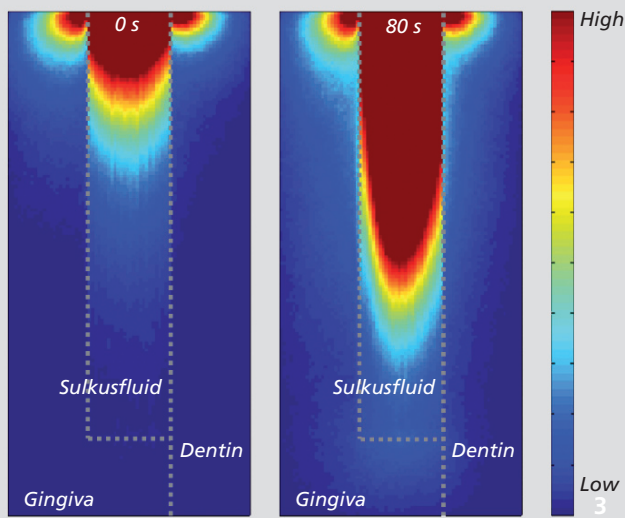 0 s
80 s
High
Sulkusfluid
Sulkusfluid
Dentin
Dentin
Gingiva
Gingiva
Low
3